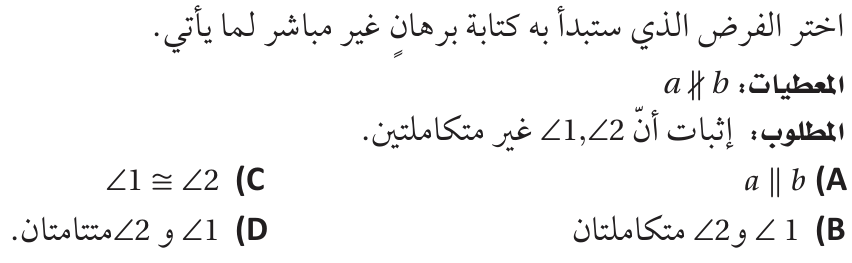 اختر الفرض الذي ستبدأ به كتابة برهانٍ غير مباشر لما يأتي.
المعطيات: a ∦ b
المطلوب: إثبات أنّ ∠1,∠2 غير متكاملتين.
A) a ∥ b
C) ∠1 ≅ ∠2
B) ∠ 1 و ∠2 متكاملتان
D) ∠1 و ∠2 متتامتان.